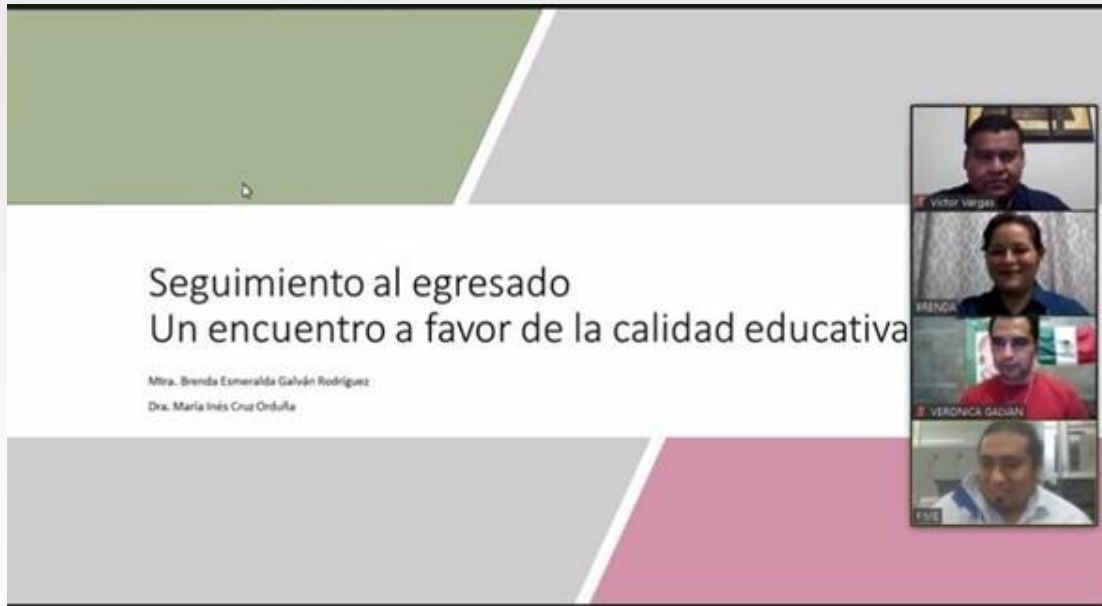 Seguimiento al egresado
Un encuentro a favor de la calidad educativa
Mtra. Brenda Esmeralda Galván Rodríguez
Dra. María Inés Cruz Orduña
Victor Vargas
BRENDA
VERONICA GALVAN